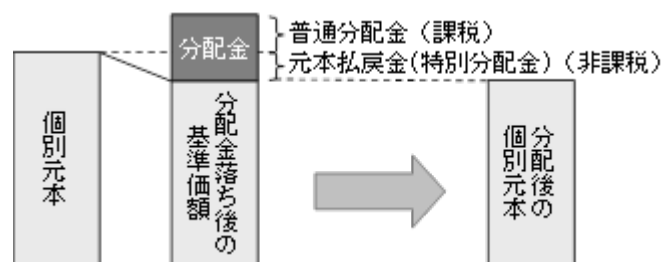 分配金
普通分配金（課税）
元本払戻金(特別分配金)（非課税）
個別元本
分配金落ち後の
基準価額
分配後の
個別元本